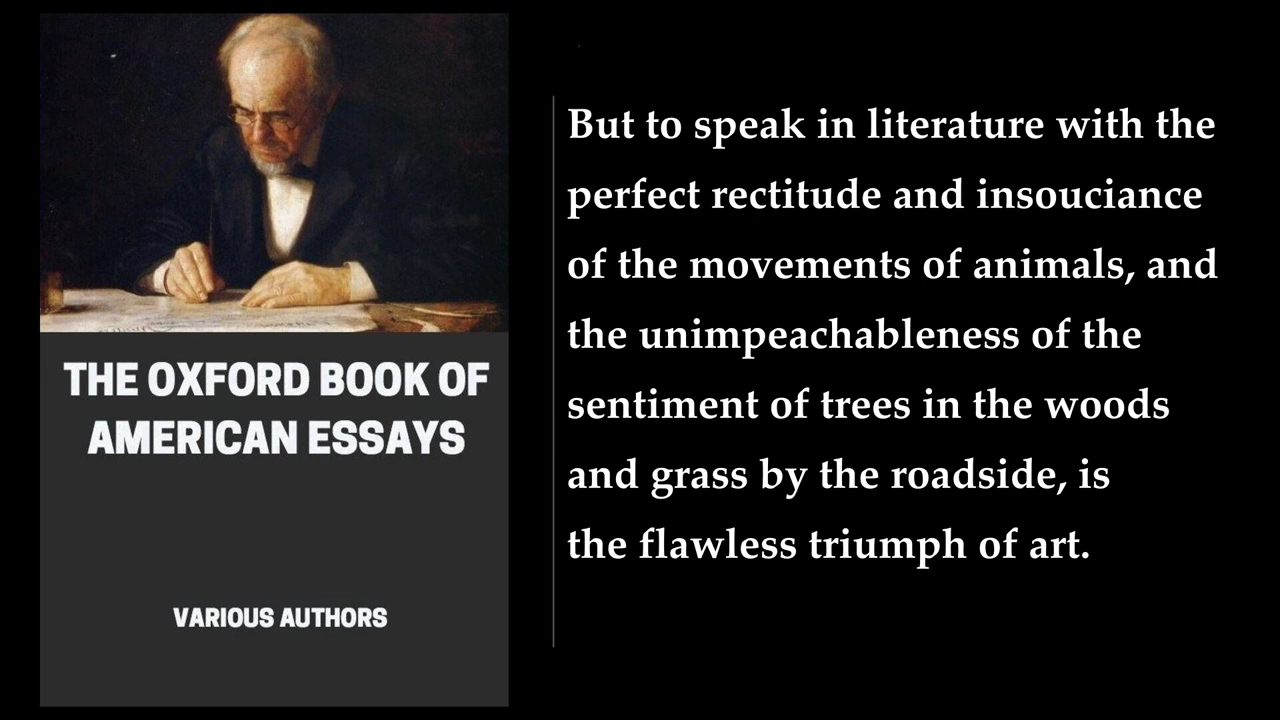 THE OXFORD BOOK OF
AMERICAN ESSAYS
VARIOUS AUTHORS
But to speak in literature with the
perfect rectitude and insouciance
of the movements of animals, and
the unimpeachableness of the
sentiment of trees in the woods
and grass by the roadside, is
the flawless triumph of art.